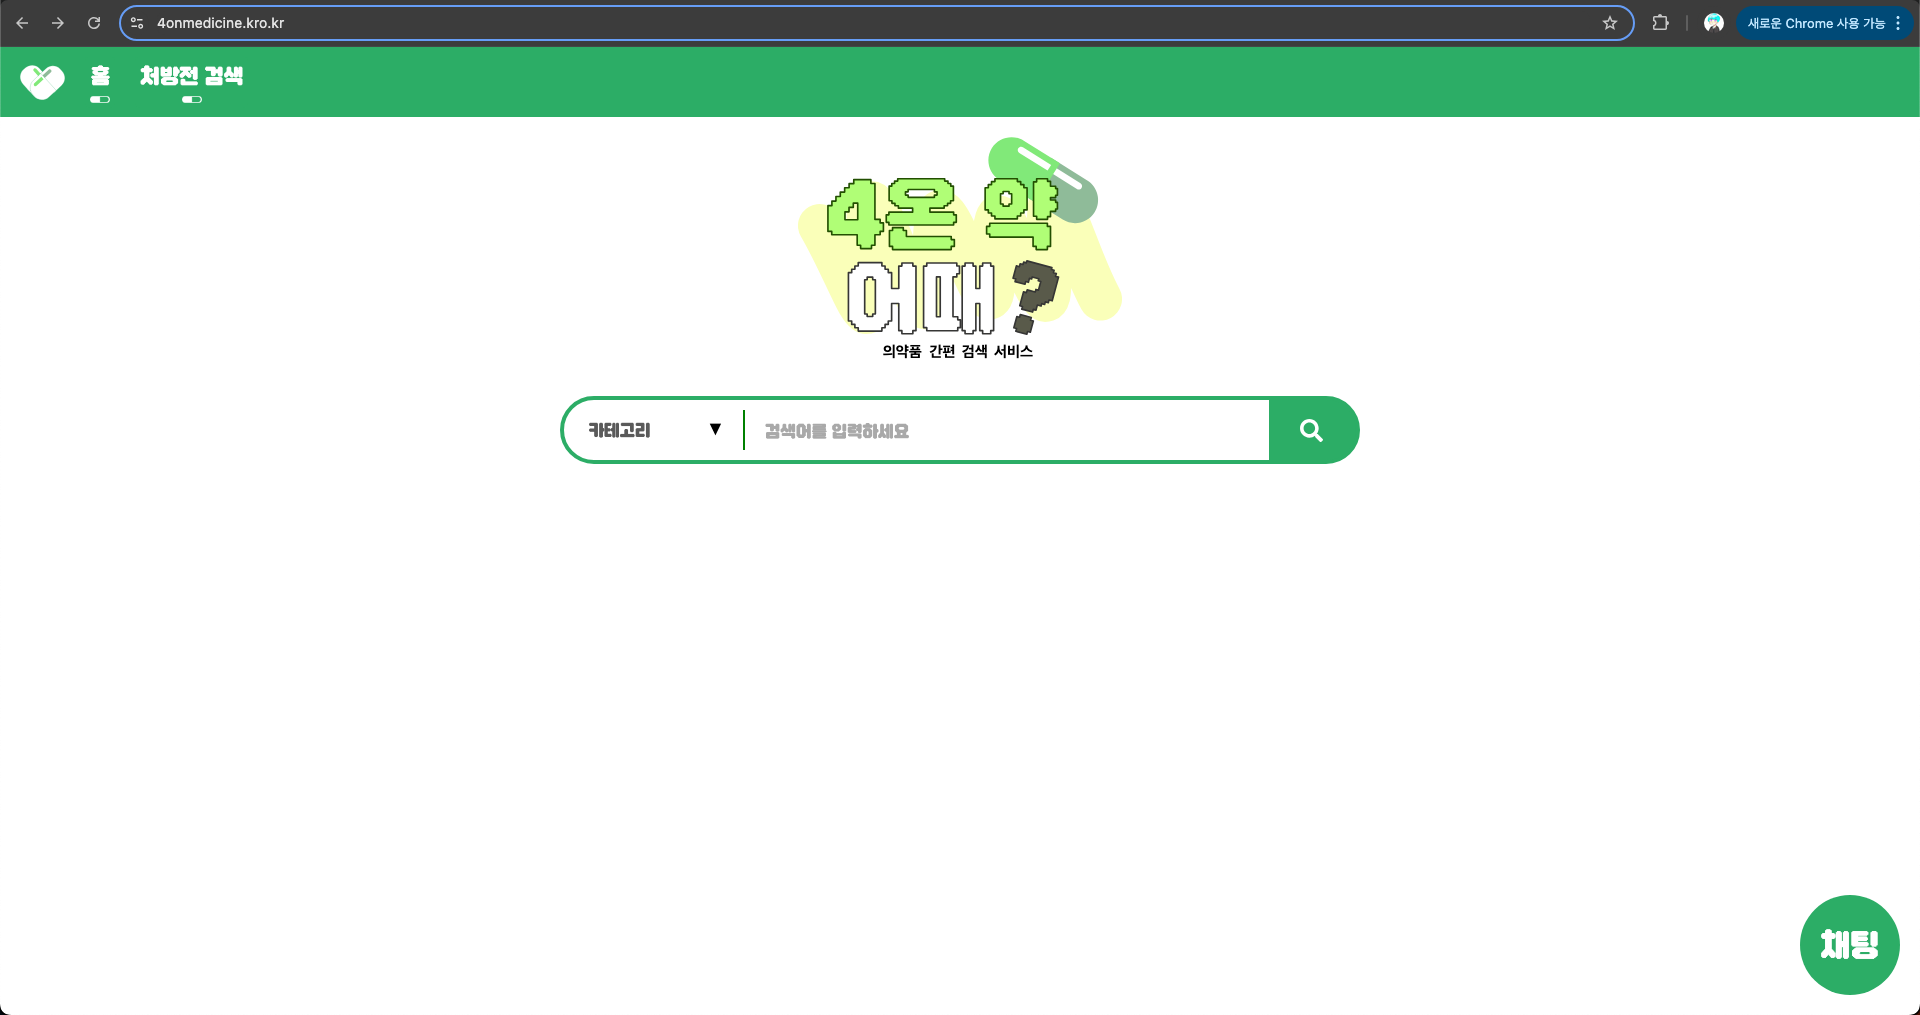 4onmedicine.kro.kr
새로운 Chrome 사용 가능
홈
처방전 검색
4온 약
어때?
의약품 간편 검색 서비스
카테고리 ▼
검색어를 입력하세요
채팅